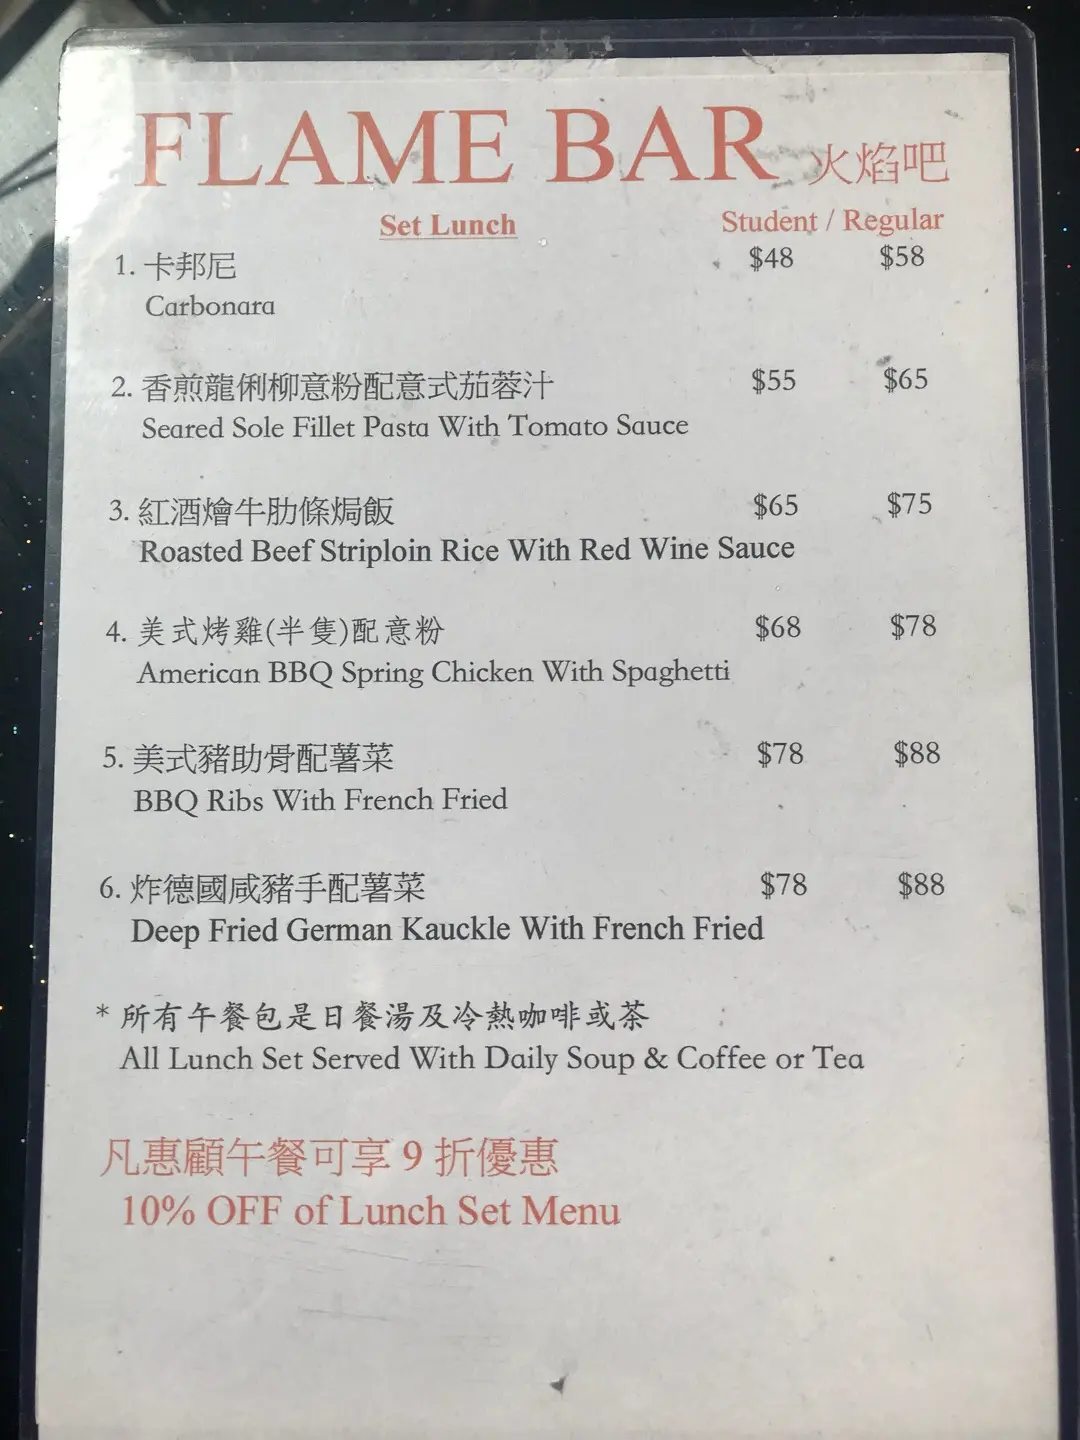 FLAME BAR 火焰吧
Set Lunch Student / Regular
1. 卡邦尼 $48 $58
Carbonara
2. 香煎龍俐柳意粉配意式茄蓉汁 $55 $65
Seared Sole Fillet Pasta With Tomato Sauce
3. 紅酒燴牛肋條焗飯 $65 $75
Roasted Beef Striploin Rice With Red Wine Sauce
4. 美式烤雞(半隻)配意粉 $68 $78
American BBQ Spring Chicken With Spaghetti
5. 美式豬助骨配薯菜 $78 $88
BBQ Ribs With French Fried
6. 炸德國咸豬手配薯菜 $78 $88
Deep Fried German Kauckle With French Fried
* 所有午餐包是日餐湯及冷熱咖啡或茶
All Lunch Set Served With Daily Soup & Coffee or Tea
凡惠顧午餐可享 9 折優惠
10% OFF of Lunch Set Menu